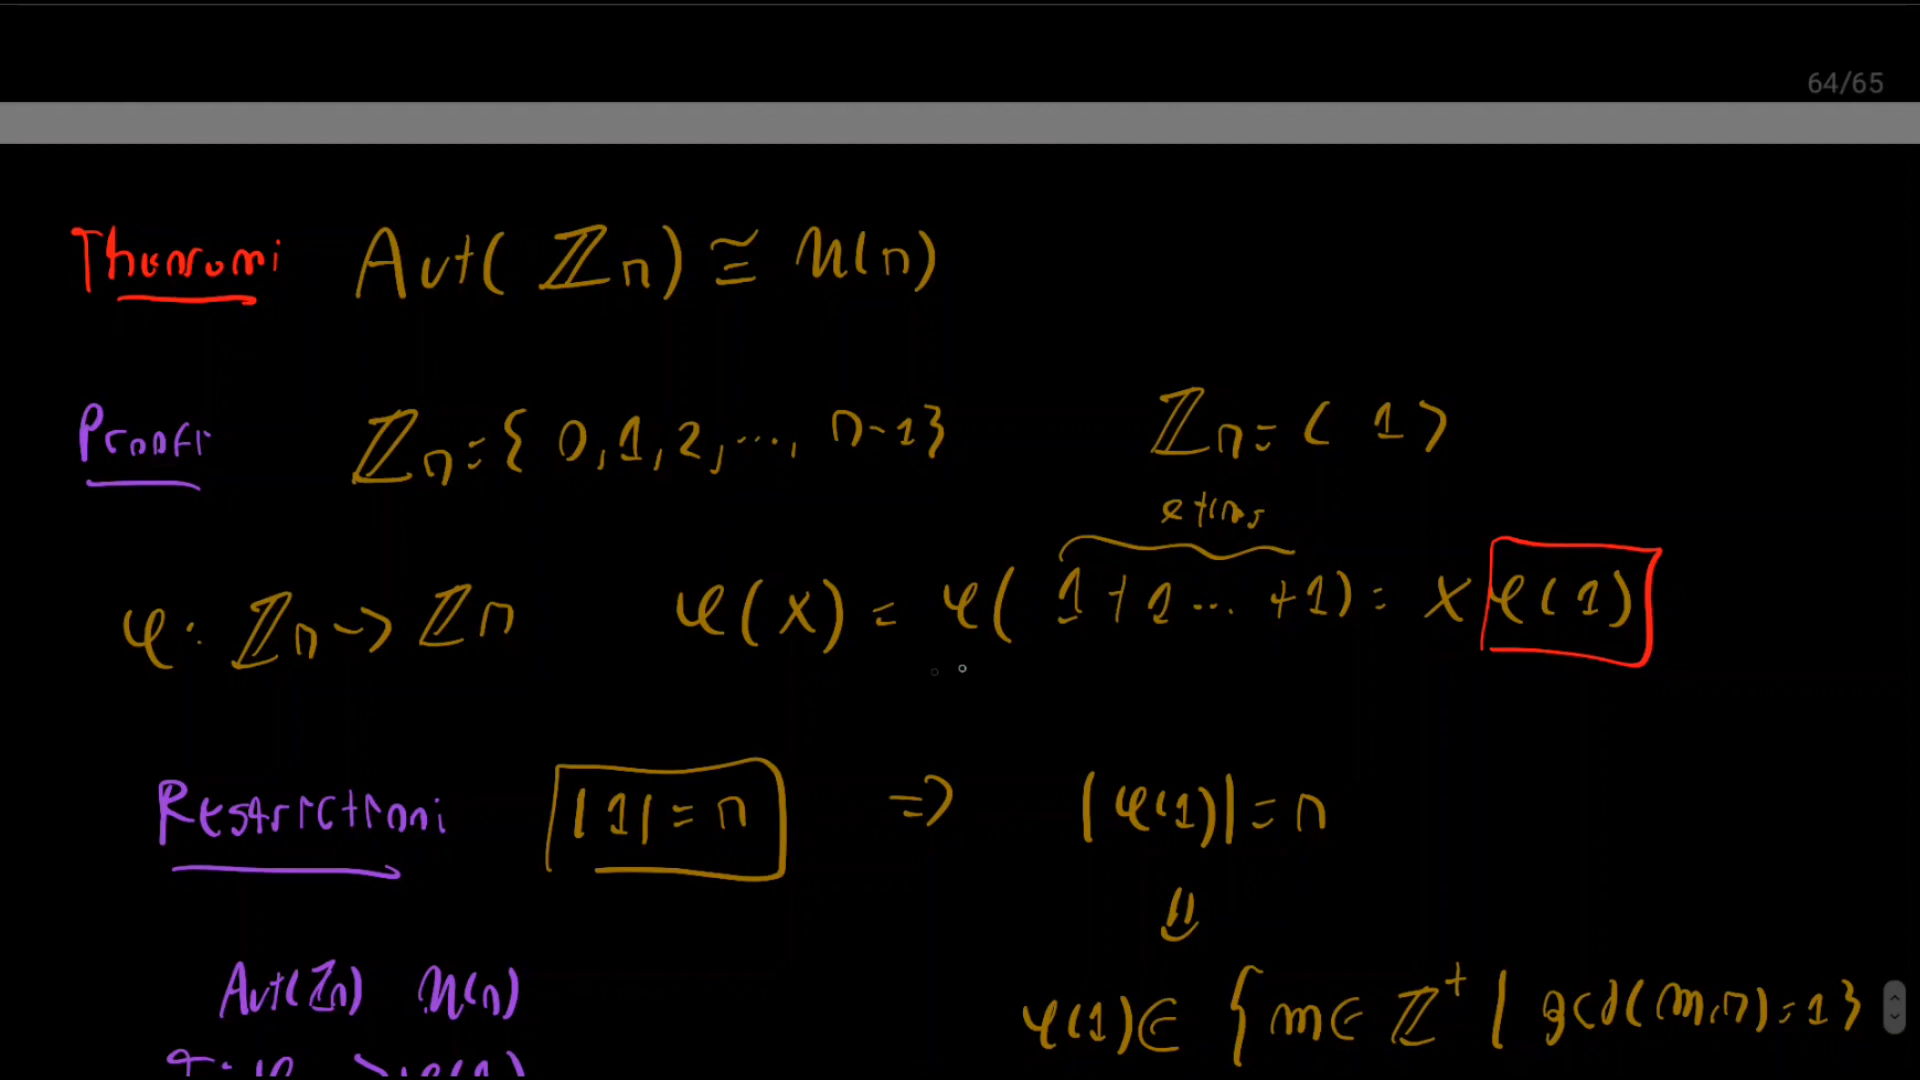 64/65
Theorem: Aut( ℤn) ≅ U(n)
Proof: ℤn = { 0,1,2,..., n-1} ℤn = < 1 >
x times
φ: ℤn → ℤn φ(x) = φ( 1+1... +1) = x φ(1)
Restriction: |1| = n => |φ(1)| = n
⇓
Aut(ℤn) U(n) φ(1) ∈ { m ∈ ℤ⁺ | gcd(m,n) = 1}